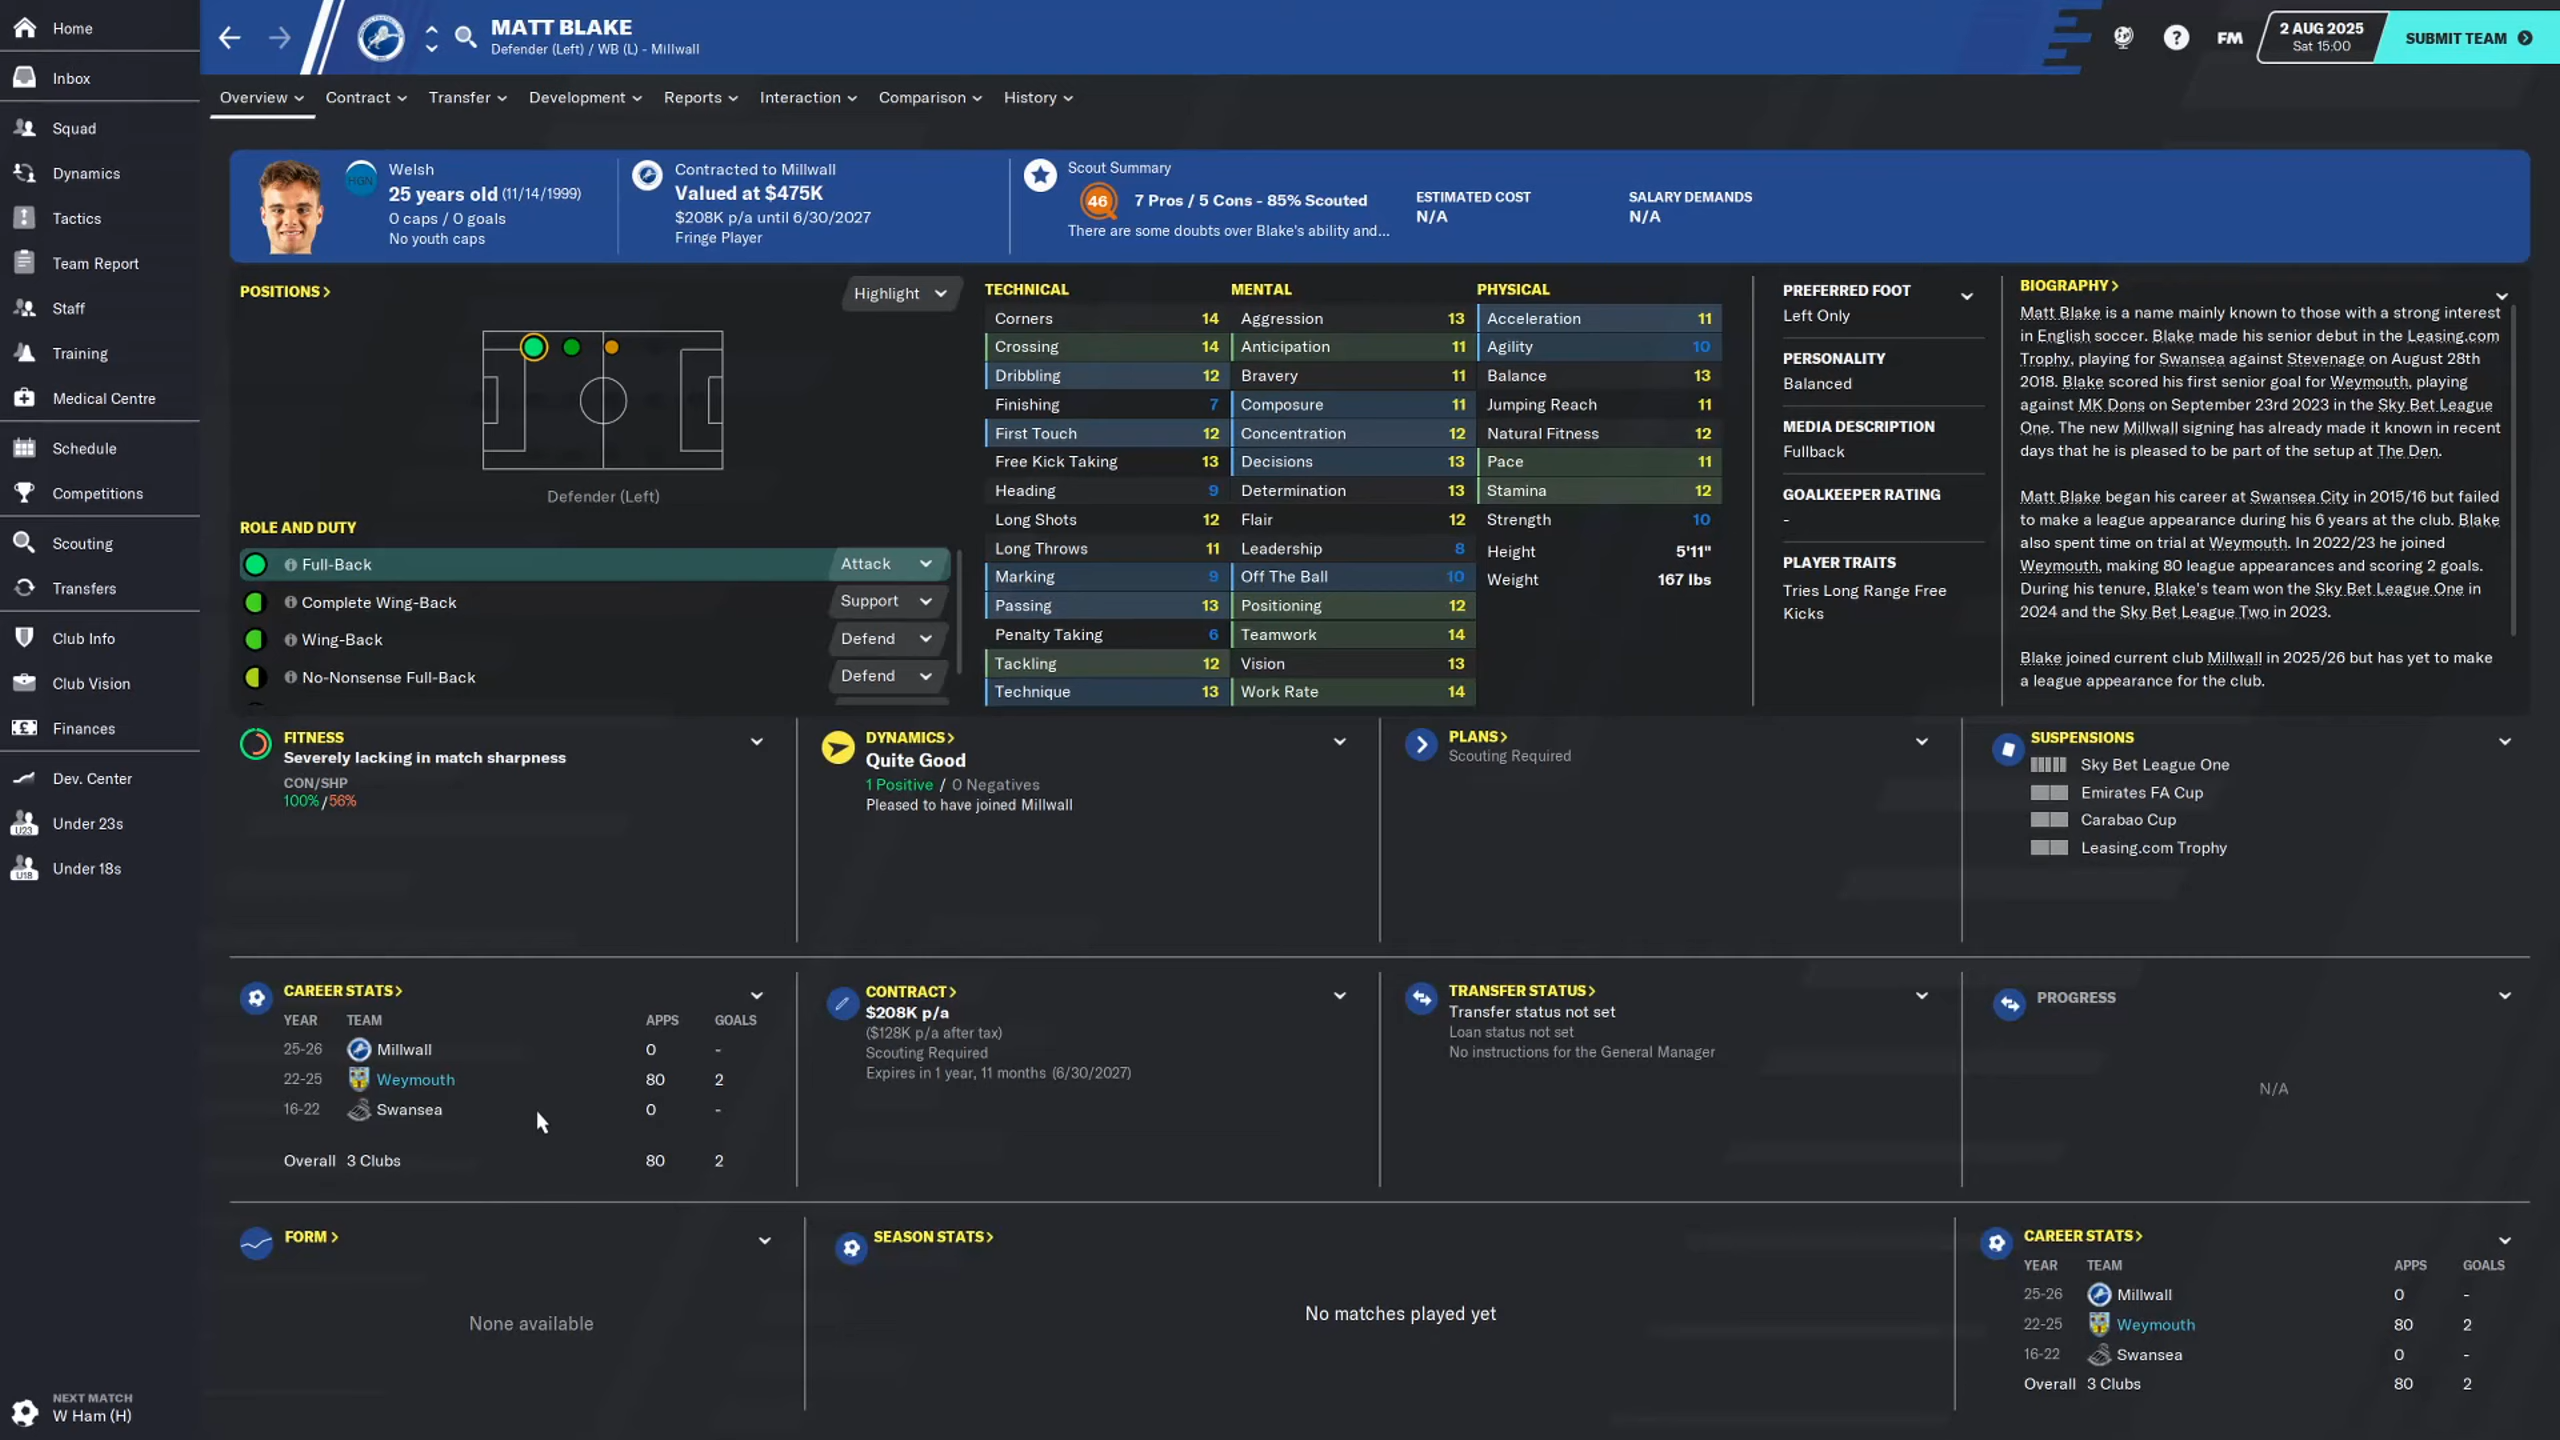 Home
Inbox
Squad
Dynamics
Tactics
Team Report
Staff
Training
Medical Centre
Schedule
Competitions
Scouting
Transfers
Club Info
Club Vision
Finances
Dev. Center
U23
Under 23s
U18
Under 18s
NEXT MATCH
W Ham (H)
MATT BLAKE
Defender (Left) / WB (L) - Millwall
FM
2 AUG 2025
Sat 15:00
SUBMIT TEAM
Overview
Contract
Transfer
Development
Reports
Interaction
Comparison
History
HGN
Welsh
25 years old (11/14/1999)
0 caps / 0 goals
No youth caps
Contracted to Millwall
Valued at $475K
$208K p/a until 6/30/2027
Fringe Player
Scout Summary
46
7 Pros / 5 Cons - 85% Scouted
There are some doubts over Blake's ability and...
ESTIMATED COST
N/A
SALARY DEMANDS
N/A
POSITIONS >
Highlight
Defender (Left)
ROLE AND DUTY
Full-Back Attack
Complete Wing-Back Support
Wing-Back Defend
No-Nonsense Full-Back Defend
TECHNICAL
Corners 14
Crossing 14
Dribbling 12
Finishing 7
First Touch 12
Free Kick Taking 13
Heading 9
Long Shots 12
Long Throws 11
Marking 9
Passing 13
Penalty Taking 6
Tackling 12
Technique 13
MENTAL
Aggression 13
Anticipation 11
Bravery 11
Composure 11
Concentration 12
Decisions 13
Determination 13
Flair 12
Leadership 8
Off The Ball 10
Positioning 12
Teamwork 14
Vision 13
Work Rate 14
PHYSICAL
Acceleration 11
Agility 10
Balance 13
Jumping Reach 11
Natural Fitness 12
Pace 11
Stamina 12
Strength 10
Height 5'11"
Weight 167 lbs
PREFERRED FOOT
Left Only
PERSONALITY
Balanced
MEDIA DESCRIPTION
Fullback
GOALKEEPER RATING
-
PLAYER TRAITS
Tries Long Range Free
Kicks
BIOGRAPHY >
Matt Blake is a name mainly known to those with a strong interest
in English soccer. Blake made his senior debut in the Leasing.com
Trophy, playing for Swansea against Stevenage on August 28th
2018. Blake scored his first senior goal for Weymouth, playing
against MK Dons on September 23rd 2023 in the Sky Bet League
One. The new Millwall signing has already made it known in recent
days that he is pleased to be part of the setup at The Den.
Matt Blake began his career at Swansea City in 2015/16 but failed
to make a league appearance during his 6 years at the club. Blake
also spent time on trial at Weymouth. In 2022/23 he joined
Weymouth, making 80 league appearances and scoring 2 goals.
During his tenure, Blake's team won the Sky Bet League One in
2024 and the Sky Bet League Two in 2023.
Blake joined current club Millwall in 2025/26 but has yet to make
a league appearance for the club.
FITNESS
Severely lacking in match sharpness
CON/SHP
100% / 56%
DYNAMICS >
Quite Good
1 Positive / 0 Negatives
Pleased to have joined Millwall
PLANS >
Scouting Required
SUSPENSIONS
Sky Bet League One
Emirates FA Cup
Carabao Cup
Leasing.com Trophy
CAREER STATS >
YEAR TEAM APPS GOALS
25-26 Millwall 0 -
22-25 Weymouth 80 2
16-22 Swansea 0 -
Overall 3 Clubs 80 2
CONTRACT >
$208K p/a
($128K p/a after tax)
Scouting Required
Expires in 1 year, 11 months (6/30/2027)
TRANSFER STATUS >
Transfer status not set
Loan status not set
No instructions for the General Manager
PROGRESS
N/A
FORM >
None available
SEASON STATS >
No matches played yet
CAREER STATS >
YEAR TEAM APPS GOALS
25-26 Millwall 0 -
22-25 Weymouth 80 2
16-22 Swansea 0 -
Overall 3 Clubs 80 2